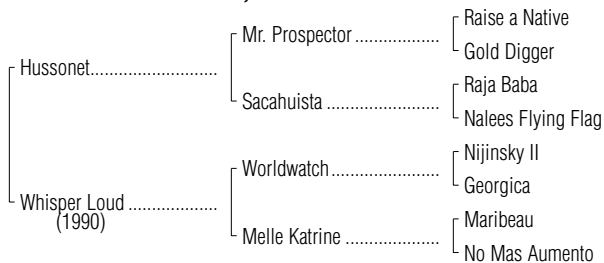 Raise a Native
Mr. Prospector ..................
Gold Digger
Hussonet...........................
Raja Baba
Sacahuista ........................
Nalees Flying Flag
Nijinsky II
Worldwatch.......................
Georgica
Whisper Loud ...................
(1990)
Maribeau
Melle Katrine ....................
No Mas Aumento